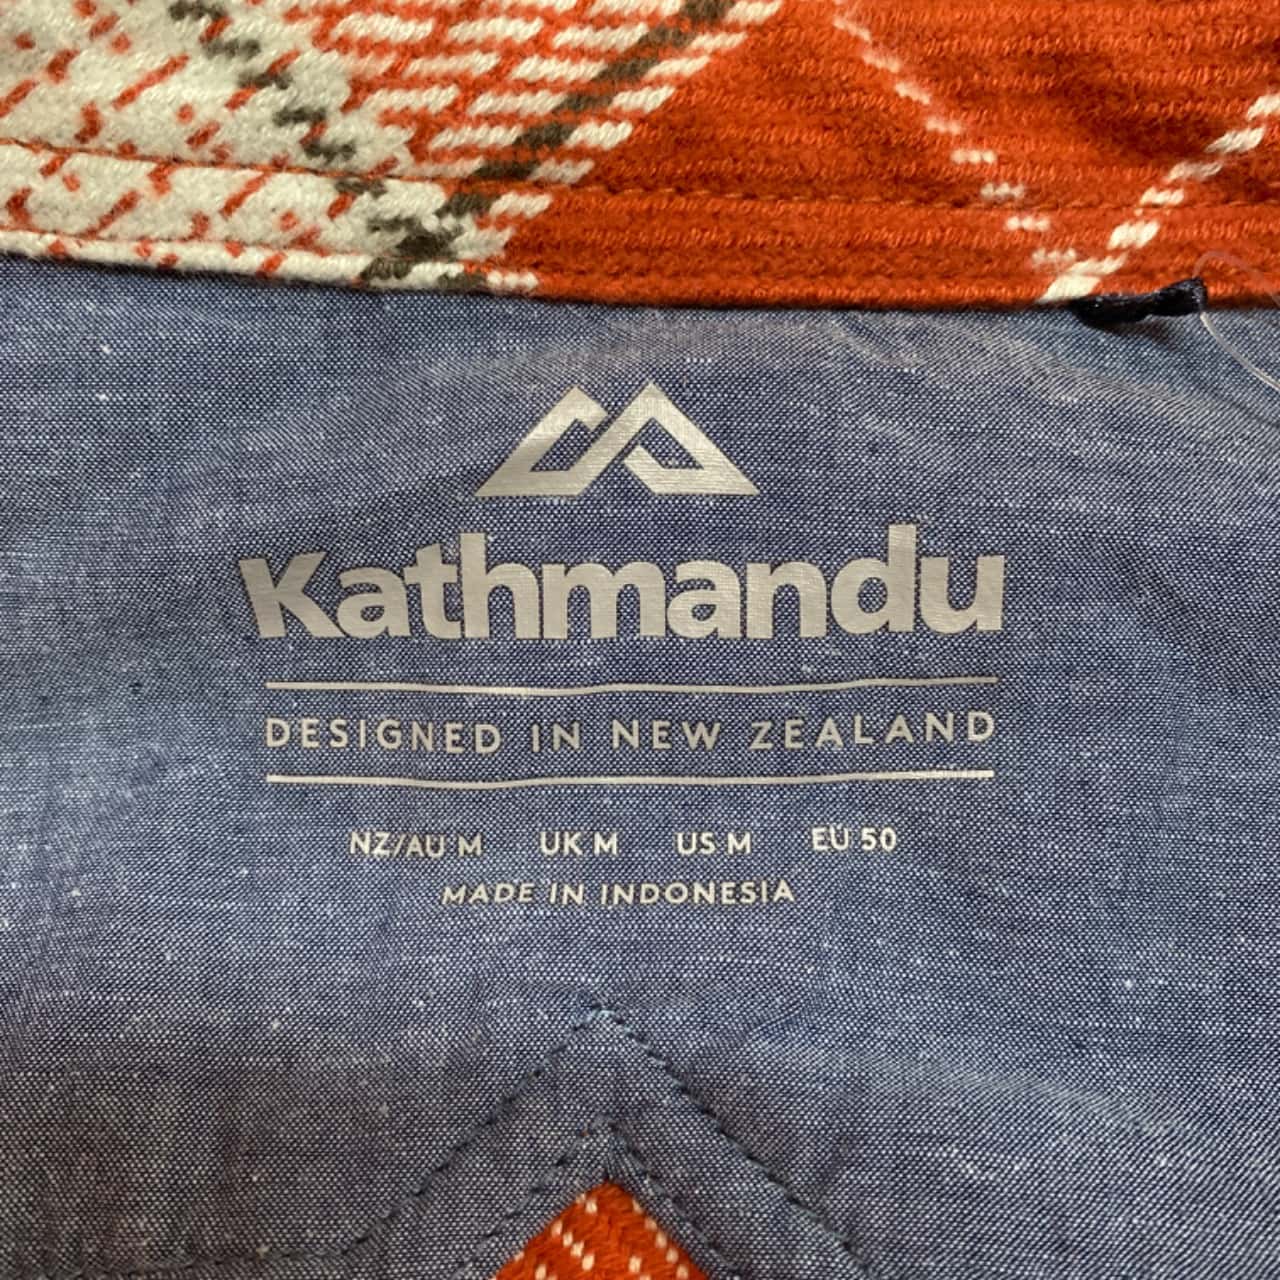 Kathmandu
DESIGNED IN NEW ZEALAND
NZ/AU M UK M US M EU 50
MADE IN INDONESIA